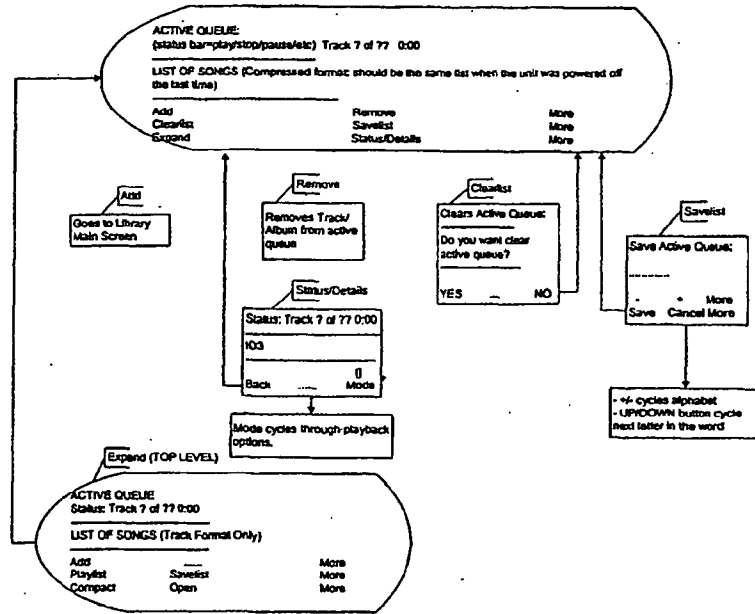 ACTIVE QUEUE:
(status bar=play/stop/pause/etc) Track ? of ?? 0:00
LIST OF SONGS (Compressed format: should be the same list when the unit was powered off
the last time)
Add Remove More
Clearlist Savelist More
Expand Status/Details More
Add
Goes to Library
Main Screen
Remove
Removes Track/
Album from active
queue
Clearlist
Clears Active Queue:
Do you want clear
active queue?
YES NO
Savelist
Save Active Queue:
- + More
Save Cancel More
Status/Details
Status: Track ? of ?? 0:00
ID3
Back Mode
Mode cycles through playback
options.
- +/- cycles alphabet
- UP/DOWN button cycle
next letter in the word
Expand (TOP LEVEL)
ACTIVE QUEUE
Status: Track ? of ?? 0:00
LIST OF SONGS (Track Format Only)
Add More
Playlist Savelist More
Compact Open More